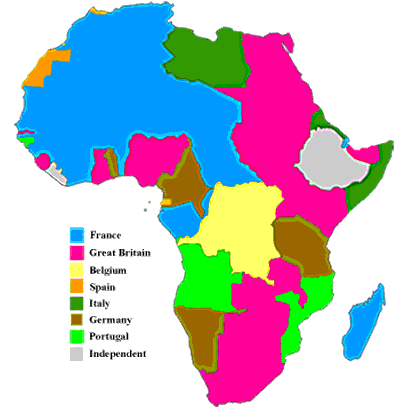 France
Great Britain
Belgium
Spain
Italy
Germany
Portugal
Independent